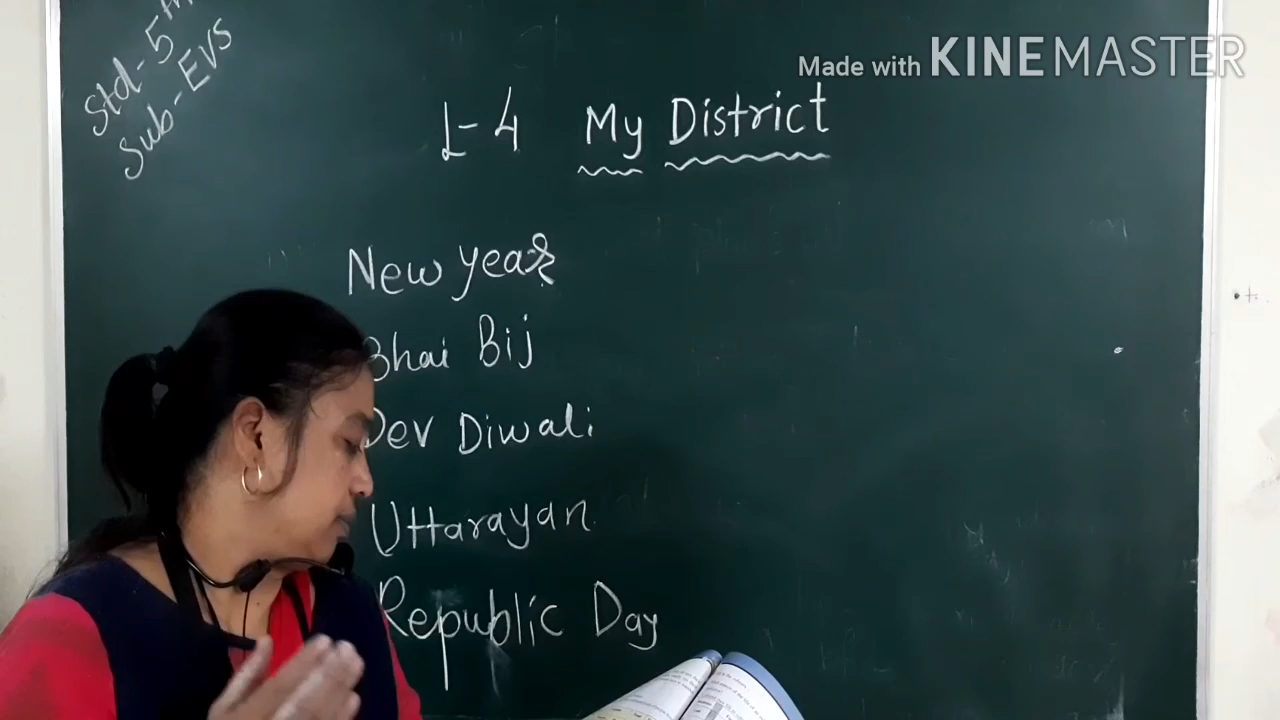 Std-5th
Sub-EVS
Made with KINEMASTER
L-4 My District
New year
Bhai Bij
Dev Diwali
Uttarayan
Republic Day